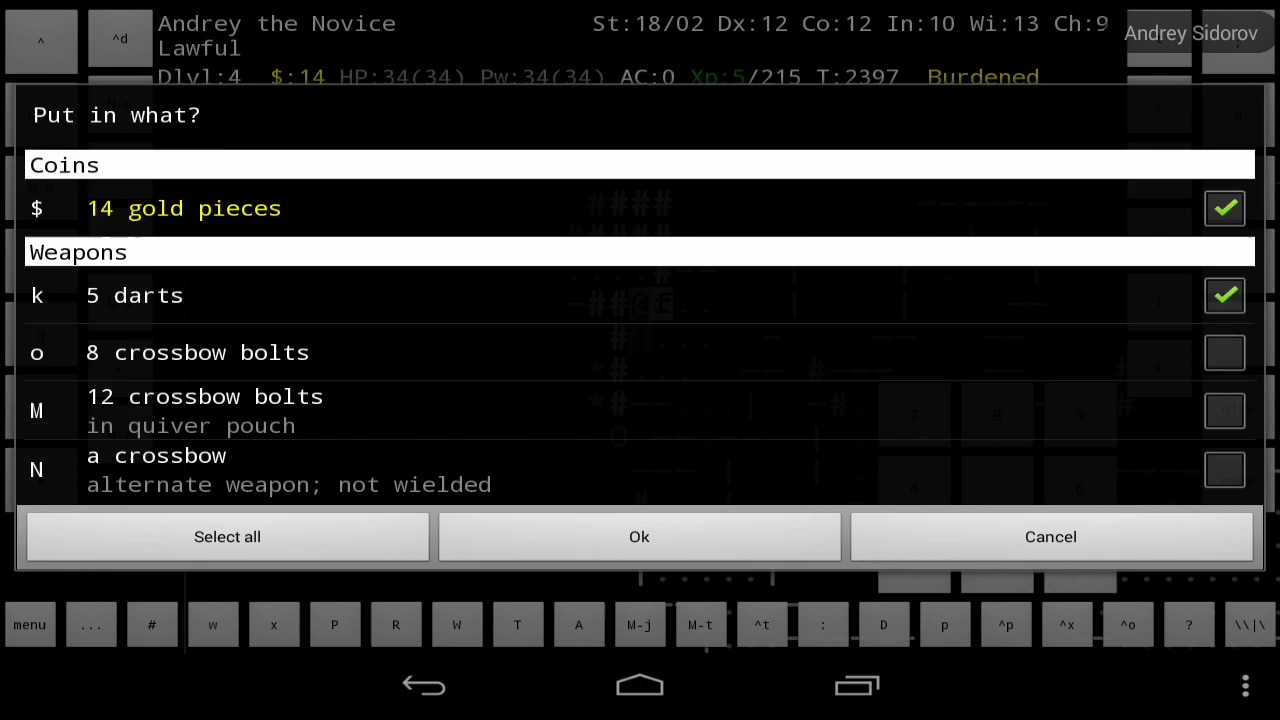 ^
^d
Andrey the Novice
St:18/02 Dx:12 Co:12 In:10 Wi:13 Ch:9
Andrey Sidorov
Lawful
Dlvl:4 $:14 HP:34(34) Pw:34(34) AC:0 Xp:5/215 T:2397 Burdened
Put in what?
Coins
$ 14 gold pieces
Weapons
k 5 darts
o 8 crossbow bolts
M 12 crossbow bolts
in quiver pouch
N a crossbow
alternate weapon; not wielded
Select all
Ok
Cancel
menu ... # w x P R W T A M-j M-t ^t : D p ^p ^x ^o ? \\|\